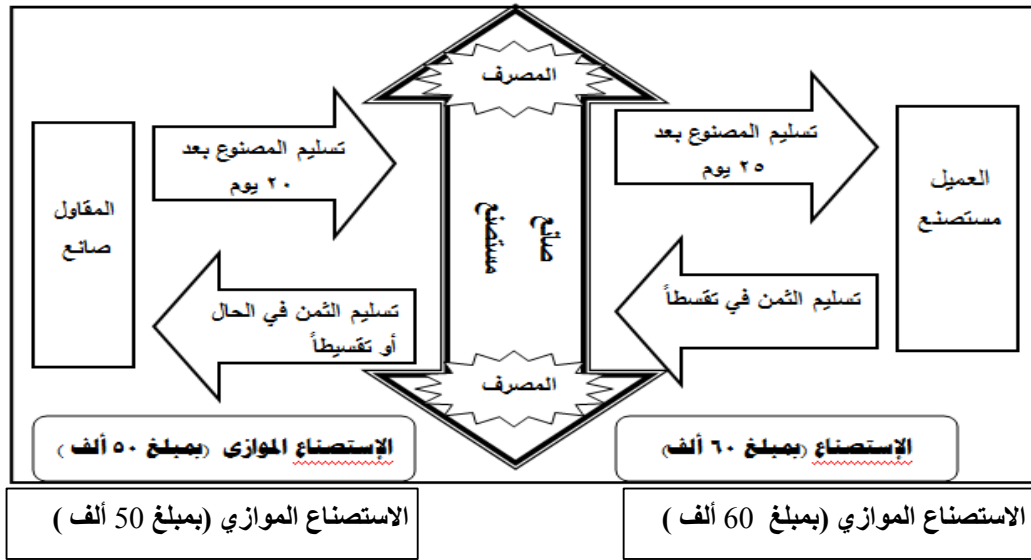 المصرف
تسليم المصنوع بعد
٢٥ يوم
تسليم المصنوع بعد
٢٠ يوم
العميل
مستصنع
صانع
مستصنع
المقاول
صانع
تسليم الثمن في تقسطاً
تسليم الثمن في الحال
أو تقسيطاً
المصرف
الإستصناع (بمبلغ ٦٠ ألف)
الإستصناع الموازى (بمبلغ ٥٠ ألف )
الاستصناع الموازي (بمبلغ 60 ألف )
الاستصناع الموازي (بمبلغ 50 ألف )